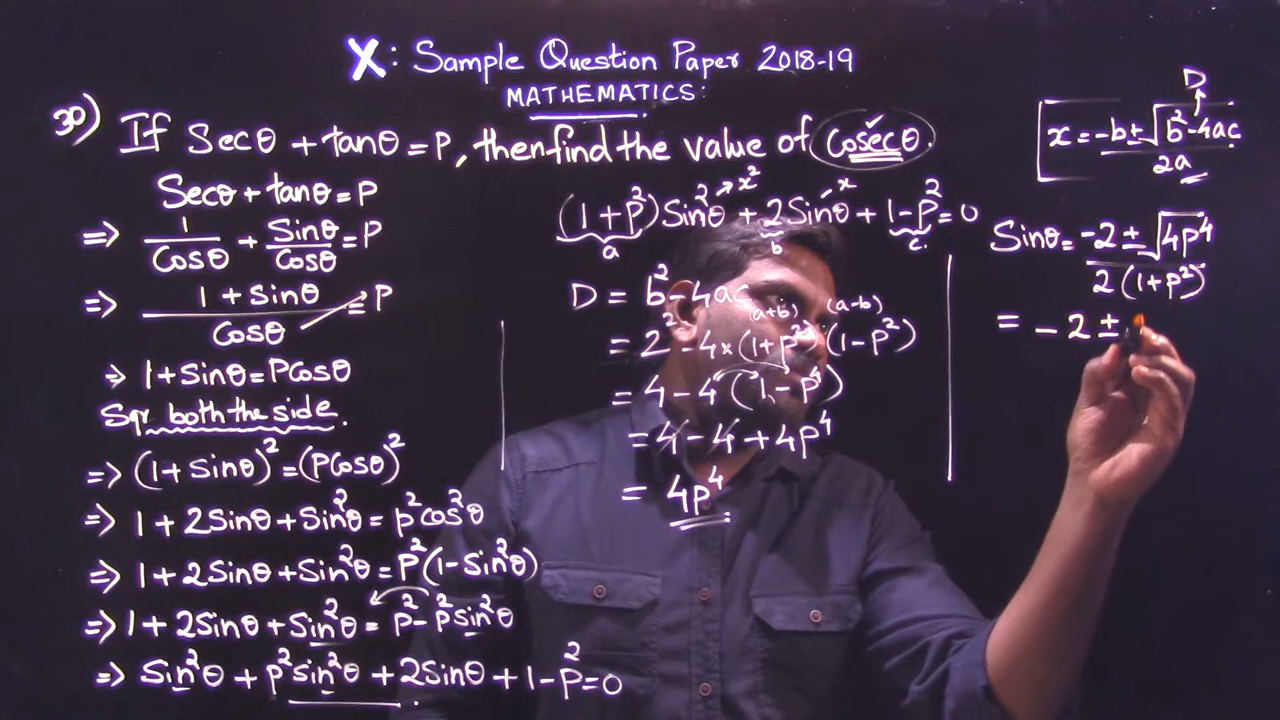 X: Sample Question Paper 2018-19
MATHEMATICS:
30) If Secθ + tanθ = P, then find the value of Cosecθ.
Secθ + tanθ = P
⇒ 1/Cosθ + Sinθ/Cosθ = P
⇒ (1 + Sinθ)/Cosθ = P
⇒ 1+Sinθ = PCosθ
Sqr both the side.
⇒ (1+Sinθ)² = (PCosθ)²
⇒ 1 + 2Sinθ + Sin²θ = p²cos²θ
⇒ 1 + 2Sinθ + Sin²θ = P²(1-Sin²θ)
⇒ 1 + 2Sinθ + Sin²θ = P² - P²sin²θ
⇒ Sin²θ + p²sin²θ + 2Sinθ + 1-P² = 0
x² x
(1+P²)Sin²θ + 2Sinθ + 1-P² = 0
a b c.
D = b² - 4ac
(a+b) (a-b)
= 2² - 4×(1+P²)(1-P²)
= 4 - 4(1-P⁴)
= 4 - 4 + 4P⁴
= 4P⁴
D
x = (-b ± √(b²-4ac))/2a
Sinθ = (-2 ± √4P⁴)/2(1+P²)
= -2 ±